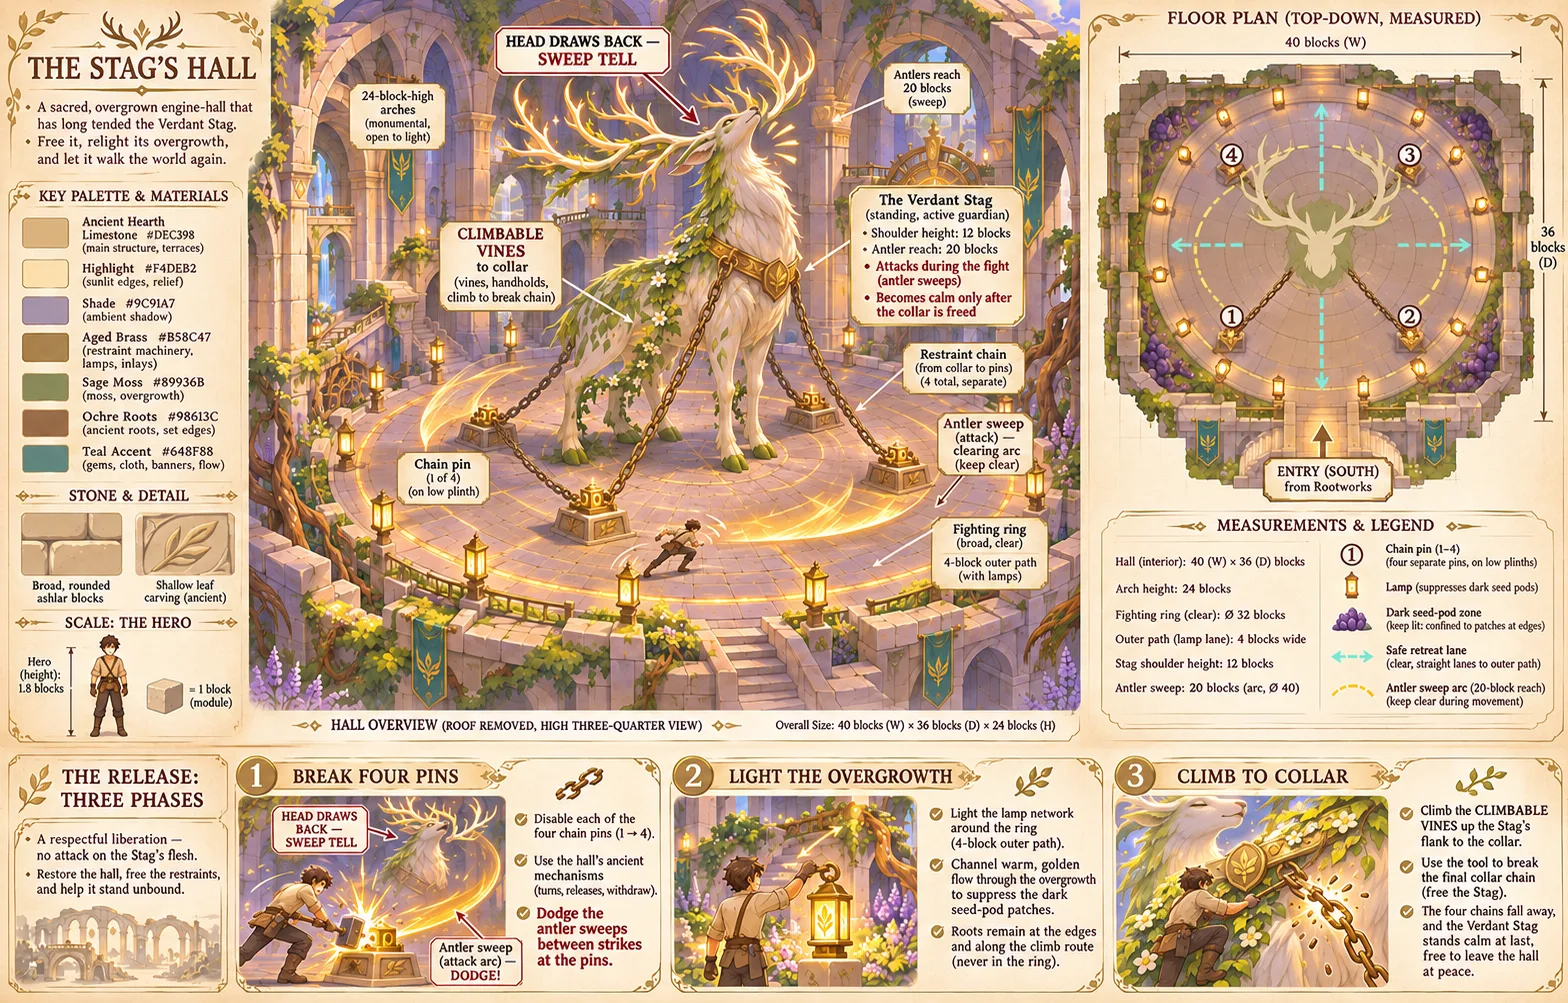 THE STAG'S HALL
• A sacred, overgrown engine-hall that
has long tended the Verdant Stag.
• Free it, relight its overgrowth,
and let it walk the world again.
KEY PALETTE & MATERIALS
Ancient Hearth
Limestone #DEC398
(main structure, terraces)
Highlight #F4DEB2
(sunlit edges, relief)
Shade #9C91A7
(ambient shadow)
Aged Brass #B58C47
(restraint machinery,
lamps, inlays)
Sage Moss #89936B
(moss, overgrowth)
Ochre Roots #98613C
(ancient roots, set edges)
Teal Accent #648F88
(gems, cloth, banners, flow)
STONE & DETAIL
Broad, rounded
ashlar blocks
Shallow leaf
carving (ancient)
SCALE: THE HERO
Hero
(height):
1.8 blocks
= 1 block
(module)
HEAD DRAWS BACK —
SWEEP TELL
24-block-high
arches
(monumental,
open to light)
Antlers reach
20 blocks
(sweep)
CLIMBABLE
VINES
to collar
(vines, handholds,
climb to break chain)
The Verdant Stag
(standing, active guardian)
• Shoulder height: 12 blocks
• Antler reach: 20 blocks
• Attacks during the fight
(antler sweeps)
• Becomes calm only after
the collar is freed
Restraint chain
(from collar to pins)
(4 total, separate)
Antler sweep
(attack) —
clearing arc
(keep clear)
Chain pin
(1 of 4)
(on low plinth)
Fighting ring
(broad, clear)
4-block outer path
(with lamps)
HALL OVERVIEW (ROOF REMOVED, HIGH THREE-QUARTER VIEW)
Overall Size: 40 blocks (W) × 36 blocks (D) × 24 blocks (H)
FLOOR PLAN (TOP-DOWN, MEASURED)
40 blocks (W)
4
3
36
blocks
(D)
1
2
ENTRY (SOUTH)
from Rootworks
MEASUREMENTS & LEGEND
Hall (interior): 40 (W) × 36 (D) blocks
Arch height: 24 blocks
Fighting ring (clear): Ø 32 blocks
Outer path (lamp lane): 4 blocks wide
Stag shoulder height: 12 blocks
Antler sweep: 20 blocks (arc, Ø 40)
1
Chain pin (1–4)
(four separate pins, on low plinths)
Lamp (suppresses dark seed pods)
Dark seed-pod zone
(keep lit: confined to patches at edges)
Safe retreat lane
(clear, straight lanes to outer path)
Antler sweep arc (20-block reach)
(keep clear during movement)
THE RELEASE:
THREE PHASES
• A respectful liberation —
no attack on the Stag's flesh.
• Restore the hall, free the restraints,
and help it stand unbound.
1 BREAK FOUR PINS
HEAD DRAWS
BACK —
SWEEP TELL
Antler sweep
(attack arc) —
DODGE!
Disable each of the
four chain pins (1 → 4).
Use the hall's ancient
mechanisms
(turns, releases, withdraw).
Dodge the
antler sweeps
between strikes
at the pins.
2 LIGHT THE OVERGROWTH
Light the lamp network
around the ring
(4-block outer path).
Channel warm, golden
flow through the overgrowth
to suppress the dark
seed-pod patches.
Roots remain at the edges
and along the climb route
(never in the ring).
3 CLIMB TO COLLAR
Climb the CLIMBABLE
VINES up the Stag's
flank to the collar.
Use the tool to break
the final collar chain
(free the Stag).
The four chains fall away,
and the Verdant Stag
stands calm at last,
free to leave the hall
at peace.